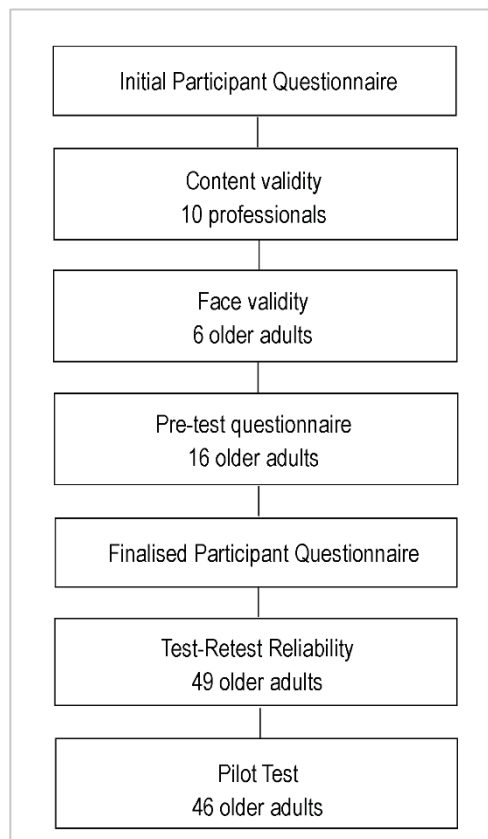 Initial Participant Questionnaire
Content validity
10 professionals
Face validity
6 older adults
Pre-test questionnaire
16 older adults
Finalised Participant Questionnaire
Test-Retest Reliability
49 older adults
Pilot Test
46 older adults